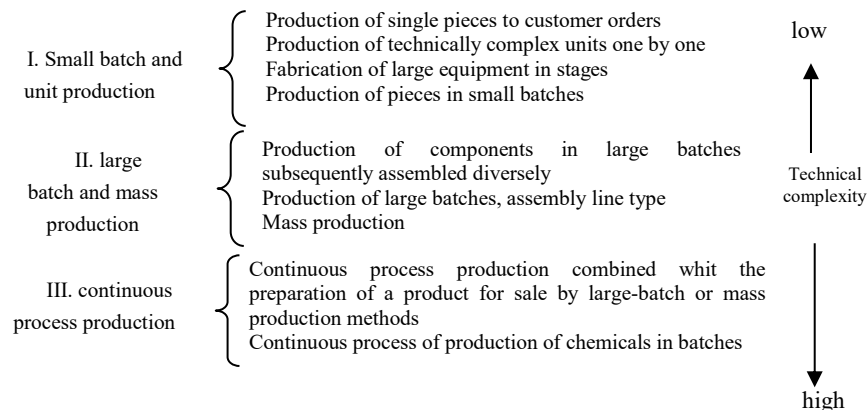 I. Small batch and
unit production
Production of single pieces to customer orders
Production of technically complex units one by one
Fabrication of large equipment in stages
Production of pieces in small batches
II. large
batch and mass
production
Production of components in large batches
subsequently assembled diversely
Production of large batches, assembly line type
Mass production
III. continuous
process production
Continuous process production combined whit the
preparation of a product for sale by large-batch or mass
production methods
Continuous process of production of chemicals in batches
low
Technical
complexity
high